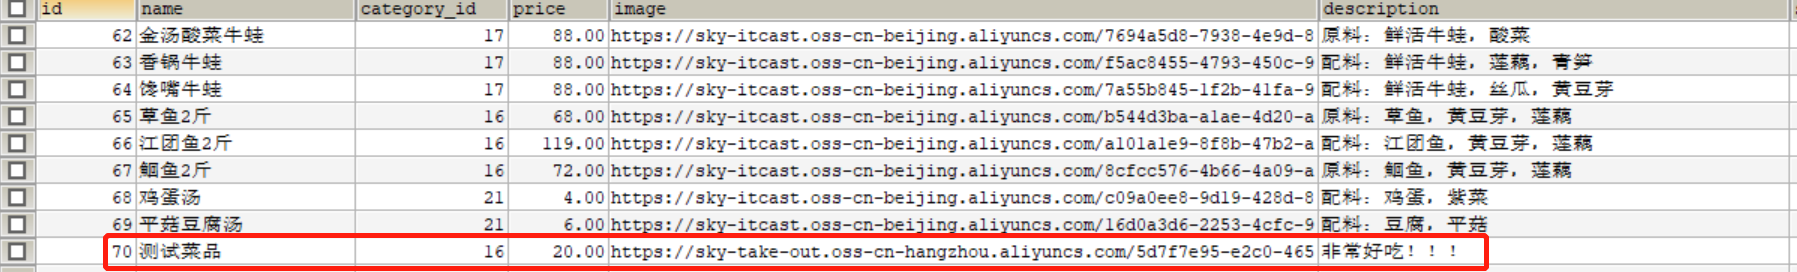 id name category_id price image description
62 金汤酸菜牛蛙 17 88.00 https://sky-itcast.oss-cn-beijing.aliyuncs.com/7694a5d8-7938-4e9d-8 原料：鲜活牛蛙，酸菜
63 香锅牛蛙 17 88.00 https://sky-itcast.oss-cn-beijing.aliyuncs.com/f5ac8455-4793-450c-9 配料：鲜活牛蛙，莲藕，青笋
64 馋嘴牛蛙 17 88.00 https://sky-itcast.oss-cn-beijing.aliyuncs.com/7a55b845-1f2b-41fa-9 配料：鲜活牛蛙，丝瓜，黄豆芽
65 草鱼2斤 16 68.00 https://sky-itcast.oss-cn-beijing.aliyuncs.com/b544d3ba-a1ae-4d20-a 原料：草鱼，黄豆芽，莲藕
66 江团鱼2斤 16 119.00 https://sky-itcast.oss-cn-beijing.aliyuncs.com/a101a1e9-8f8b-47b2-a 配料：江团鱼，黄豆芽，莲藕
67 鮰鱼2斤 16 72.00 https://sky-itcast.oss-cn-beijing.aliyuncs.com/8cfcc576-4b66-4a09-a 原料：鮰鱼，黄豆芽，莲藕
68 鸡蛋汤 21 4.00 https://sky-itcast.oss-cn-beijing.aliyuncs.com/c09a0ee8-9d19-428d-8 配料：鸡蛋，紫菜
69 平菇豆腐汤 21 6.00 https://sky-itcast.oss-cn-beijing.aliyuncs.com/16d0a3d6-2253-4cfc-9 配料：豆腐，平菇
70 测试菜品 16 20.00 https://sky-take-out.oss-cn-hangzhou.aliyuncs.com/5d7f7e95-e2c0-465 非常好吃！！！